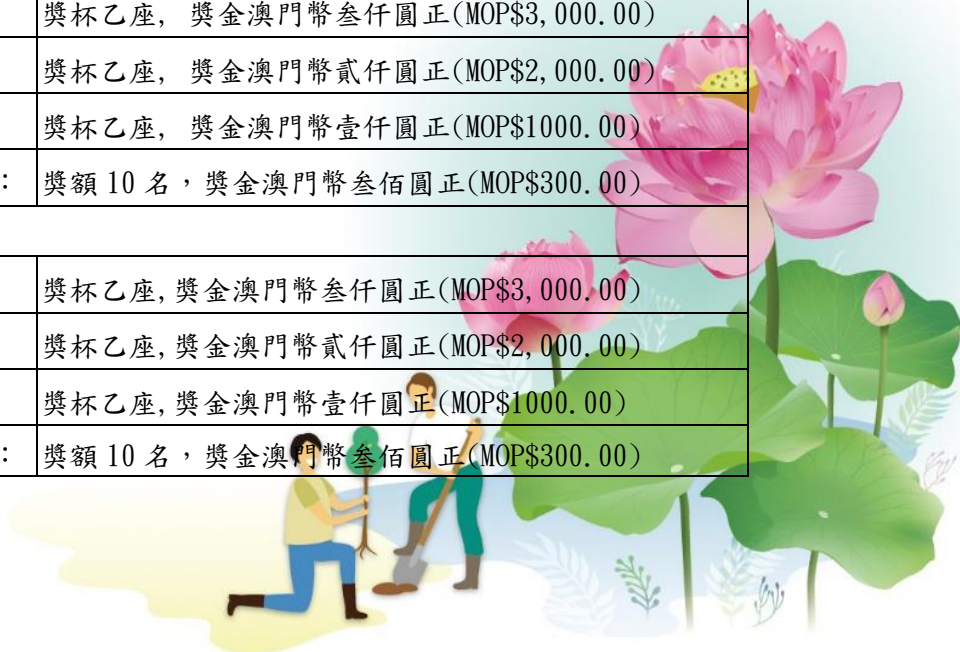 獎杯乙座, 獎金澳門幣叁仟圓正(MOP$3,000.00)
獎杯乙座, 獎金澳門幣貳仟圓正(MOP$2,000.00)
獎杯乙座, 獎金澳門幣壹仟圓正(MOP$1000.00)
： 獎額 10 名，獎金澳門幣叁佰圓正(MOP$300.00)
獎杯乙座,獎金澳門幣叁仟圓正(MOP$3,000.00)
獎杯乙座,獎金澳門幣貳仟圓正(MOP$2,000.00)
獎杯乙座,獎金澳門幣壹仟圓正(MOP$1000.00)
： 獎額 10 名，獎金澳門幣叁佰圓正(MOP$300.00)